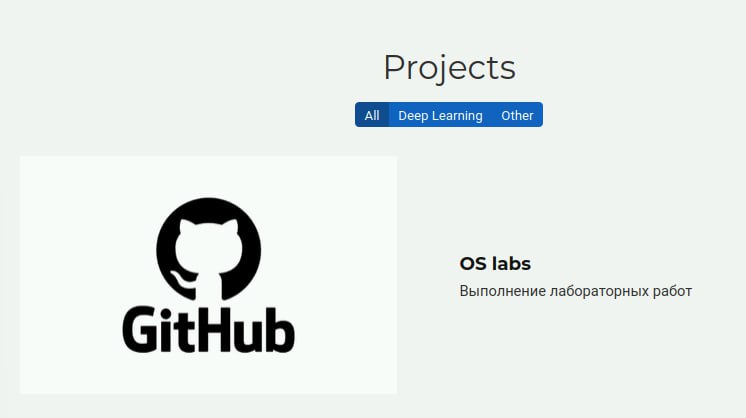 Projects
All Deep Learning Other
GitHub
OS labs
Выполнение лабораторных работ